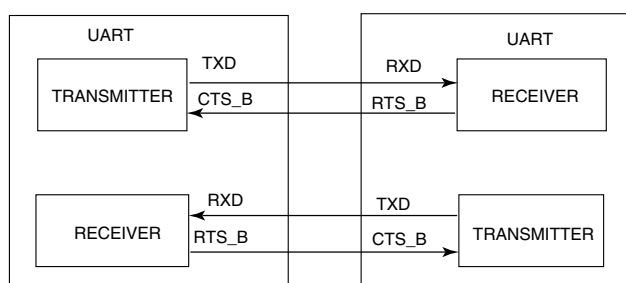 UART
UART
TXD
RXD
TRANSMITTER
CTS_B
RTS_B
RECEIVER
RXD
TXD
RECEIVER
RTS_B
CTS_B
TRANSMITTER